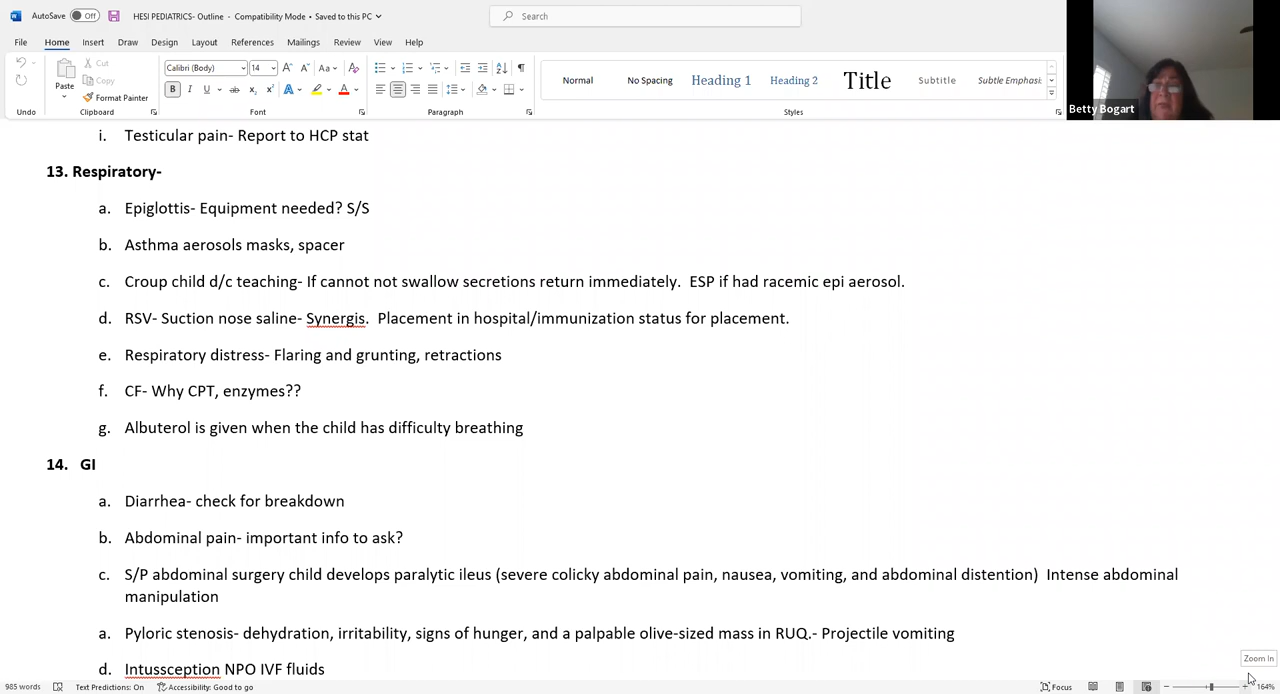 AutoSave Off HESI PEDIATRICS- Outline - Compatibility Mode • Saved to this PC Search
File Home Insert Draw Design Layout References Mailings Review View Help
Paste Cut Copy Format Painter Calibri (Body) 14 Normal No Spacing Heading 1 Heading 2 Title Subtitle Subtle Emphasis
Undo Clipboard Font Paragraph Styles
Betty Bogart
i. Testicular pain- Report to HCP stat
13. Respiratory-
a. Epiglottis- Equipment needed? S/S
b. Asthma aerosols masks, spacer
c. Croup child d/c teaching- If cannot not swallow secretions return immediately. ESP if had racemic epi aerosol.
d. RSV- Suction nose saline- Synergis. Placement in hospital/immunization status for placement.
e. Respiratory distress- Flaring and grunting, retractions
f. CF- Why CPT, enzymes??
g. Albuterol is given when the child has difficulty breathing
14. GI
a. Diarrhea- check for breakdown
b. Abdominal pain- important info to ask?
c. S/P abdominal surgery child develops paralytic ileus (severe colicky abdominal pain, nausea, vomiting, and abdominal distention) Intense abdominal
manipulation
a. Pyloric stenosis- dehydration, irritability, signs of hunger, and a palpable olive-sized mass in RUQ.- Projectile vomiting
d. Intussception NPO IVF fluids
Zoom In
985 words Text Predictions: On Accessibility: Good to go Focus 164%